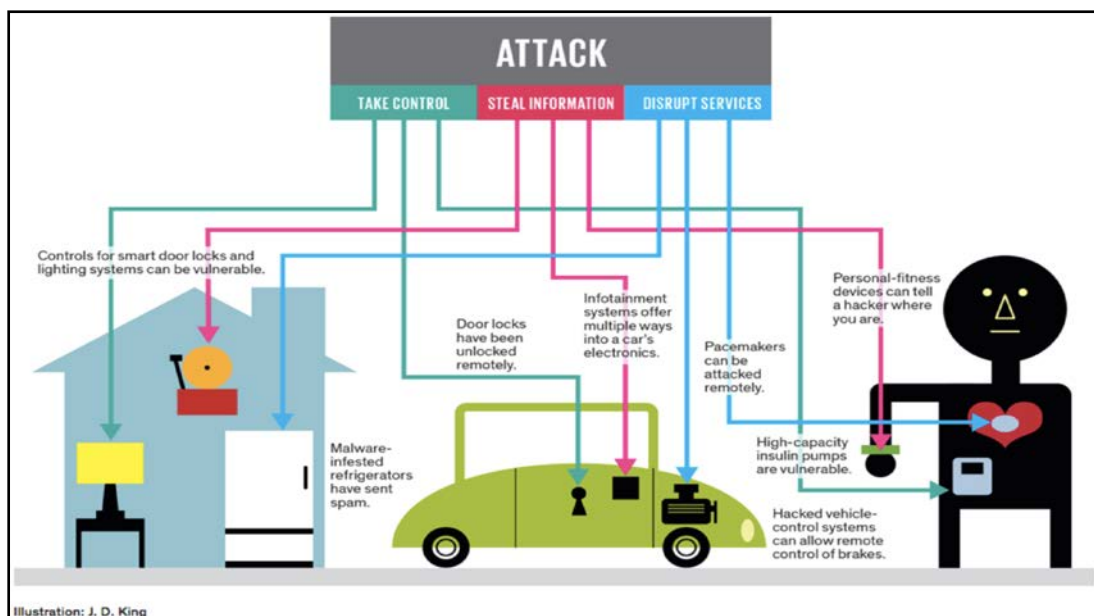 ATTACK
TAKE CONTROL
STEAL INFORMATION
DISRUPT SERVICES
Controls for smart door locks and
lighting systems can be vulnerable.
Door locks
have been
unlocked
remotely.
Infotainment
systems offer
multiple ways
into a car's
electronics.
Personal-fitness
devices can tell
a hacker where
you are.
Pacemakers
can be
attacked
remotely.
Malware-
infested
refrigerators
have sent
spam.
High-capacity
insulin pumps
are vulnerable.
Hacked vehicle-
control systems
can allow remote
control of brakes.
Illustration: J. D. King